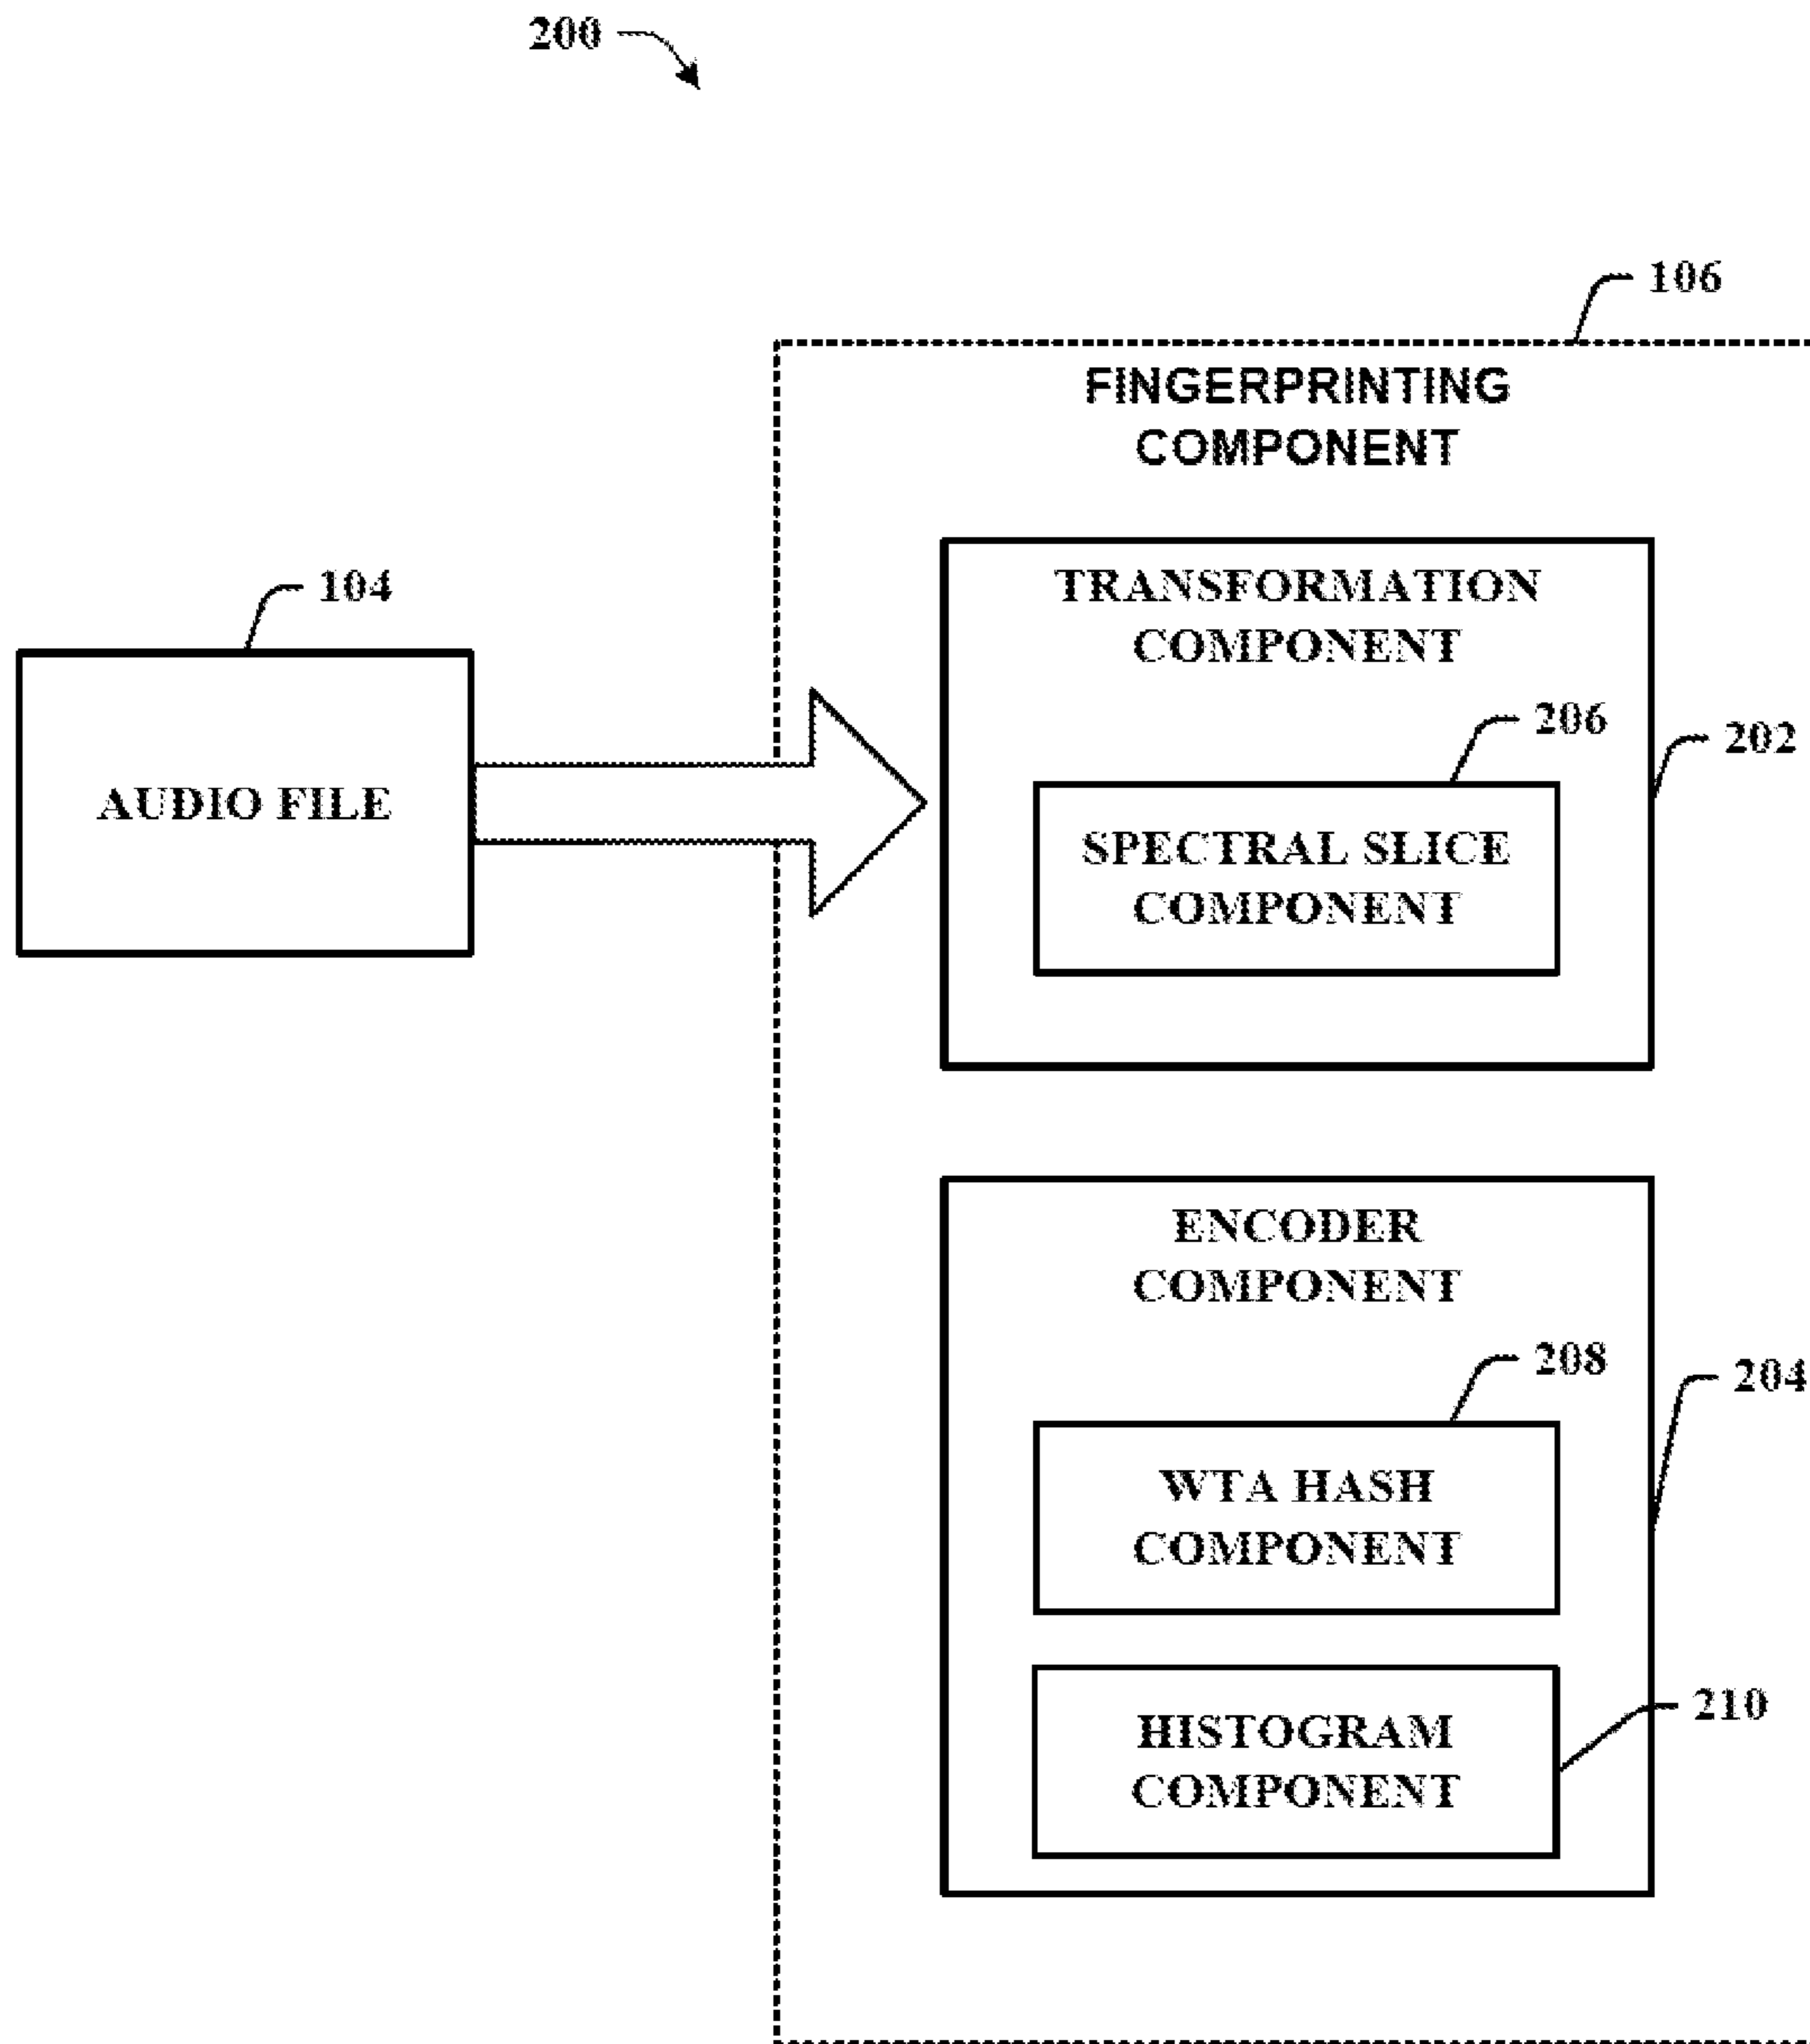 200
106
FINGERPRINTING
COMPONENT
104
TRANSFORMATION
COMPONENT
206
202
AUDIO FILE
SPECTRAL SLICE
COMPONENT
ENCODER
COMPONENT
208
204
WTA HASH
COMPONENT
210
HISTOGRAM
COMPONENT